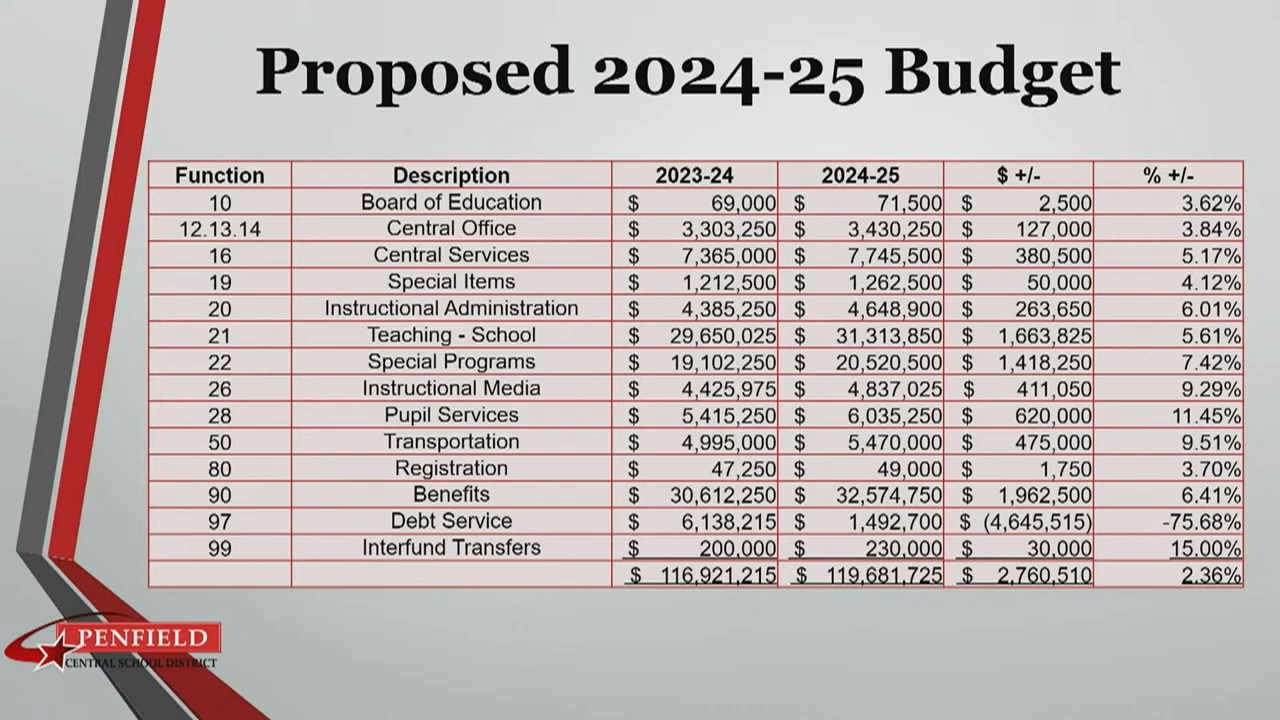 Proposed 2024-25 Budget
Function Description 2023-24 2024-25 $ +/- % +/-
10 Board of Education $ 69,000 $ 71,500 $ 2,500 3.62%
12.13.14 Central Office $ 3,303,250 $ 3,430,250 $ 127,000 3.84%
16 Central Services $ 7,365,000 $ 7,745,500 $ 380,500 5.17%
19 Special Items $ 1,212,500 $ 1,262,500 $ 50,000 4.12%
20 Instructional Administration $ 4,385,250 $ 4,648,900 $ 263,650 6.01%
21 Teaching - School $ 29,650,025 $ 31,313,850 $ 1,663,825 5.61%
22 Special Programs $ 19,102,250 $ 20,520,500 $ 1,418,250 7.42%
26 Instructional Media $ 4,425,975 $ 4,837,025 $ 411,050 9.29%
28 Pupil Services $ 5,415,250 $ 6,035,250 $ 620,000 11.45%
50 Transportation $ 4,995,000 $ 5,470,000 $ 475,000 9.51%
80 Registration $ 47,250 $ 49,000 $ 1,750 3.70%
90 Benefits $ 30,612,250 $ 32,574,750 $ 1,962,500 6.41%
97 Debt Service $ 6,138,215 $ 1,492,700 $ (4,645,515) -75.68%
99 Interfund Transfers $ 200,000 $ 230,000 $ 30,000 15.00%
$ 116,921,215 $ 119,681,725 $ 2,760,510 2.36%
PENFIELD
CENTRAL SCHOOL DISTRICT